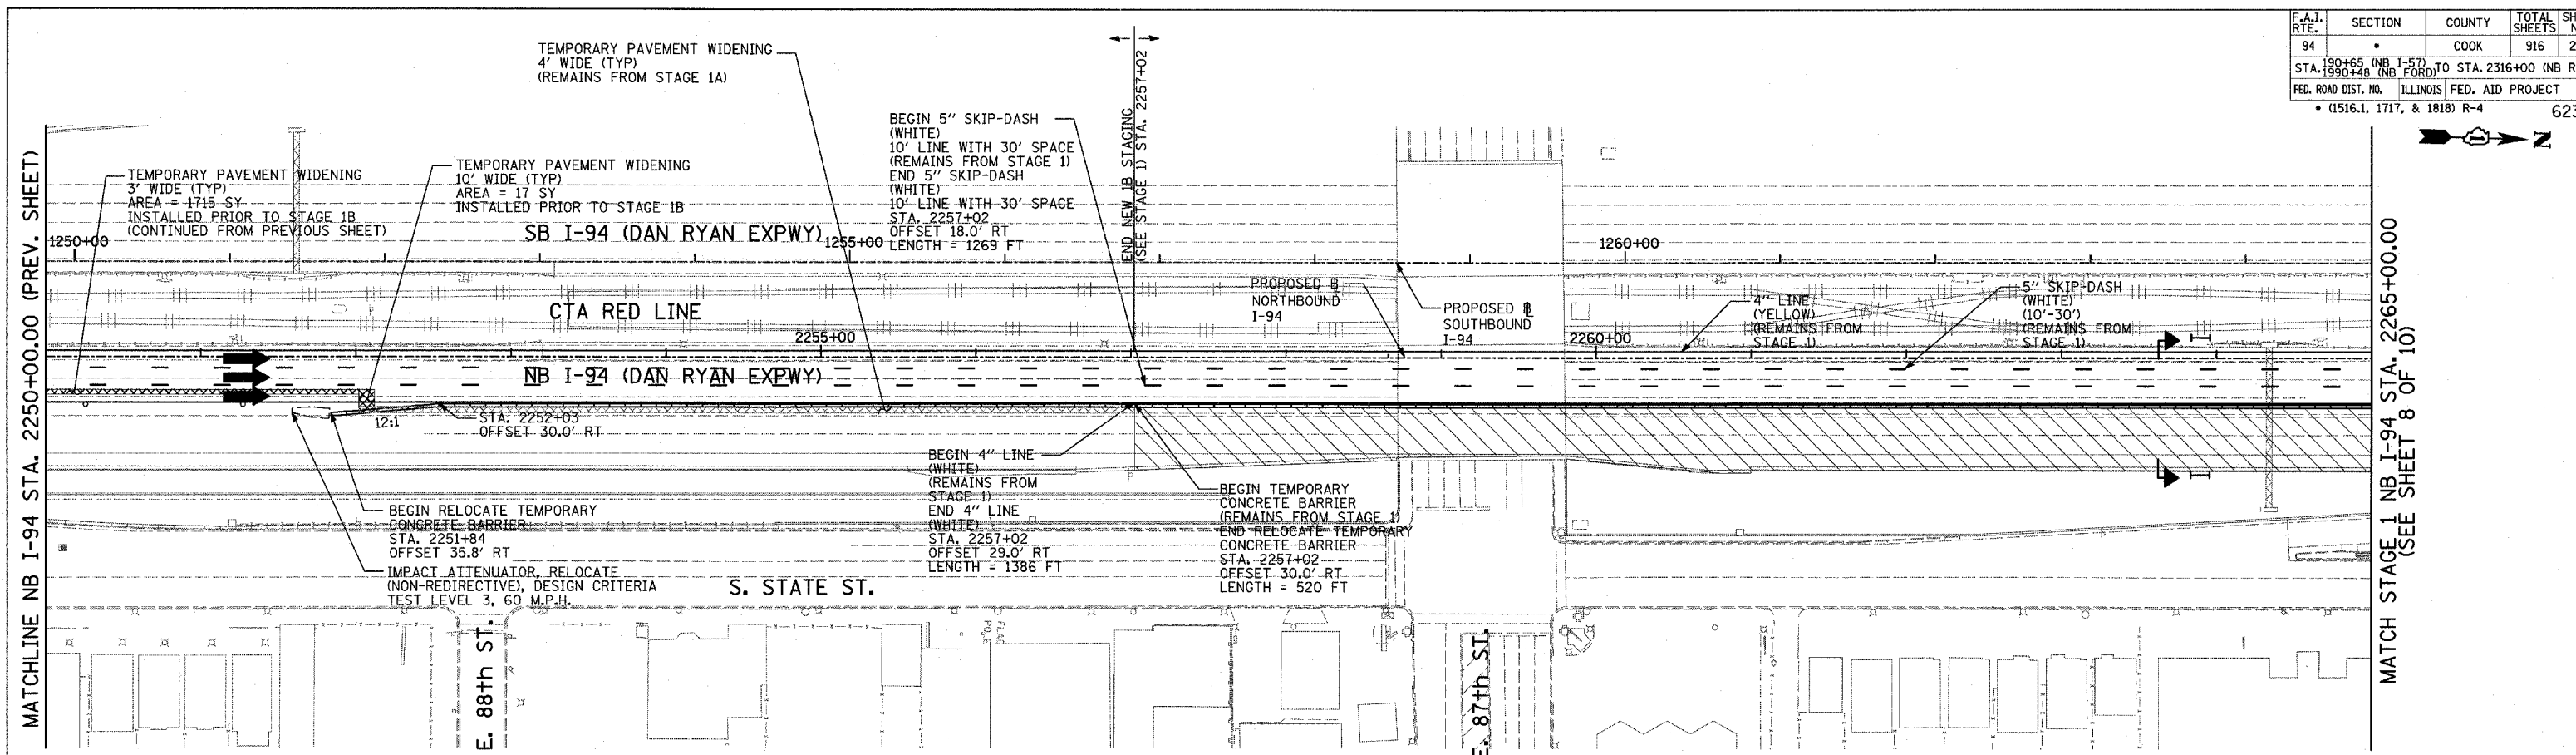 F.A.I. RTE. SECTION COUNTY TOTAL SHEETS
94 • COOK 916
STA. 190+65 (NB I-57) 1990+48 (NB FORD) TO STA. 2316+00 (NB
FED. ROAD DIST. NO. ILLINOIS FED. AID PROJECT
• (1516.1, 1717, & 1818) R-4
N
MATCHLINE NB I-94 STA. 2250+00.00 (PREV. SHEET)
TEMPORARY PAVEMENT WIDENING
4' WIDE (TYP)
(REMAINS FROM STAGE 1A)
TEMPORARY PAVEMENT WIDENING
3' WIDE (TYP)
AREA = 1715 SY
INSTALLED PRIOR TO STAGE 1B
(CONTINUED FROM PREVIOUS SHEET)
TEMPORARY PAVEMENT WIDENING
10' WIDE (TYP)
AREA = 17 SY
INSTALLED PRIOR TO STAGE 1B
BEGIN 5" SKIP-DASH
(WHITE)
10' LINE WITH 30' SPACE
(REMAINS FROM STAGE 1)
END 5" SKIP-DASH
(WHITE)
10' LINE WITH 30' SPACE
STA. 2257+02
OFFSET 18.0' RT
LENGTH = 1269 FT
END NEW 1B STAGING
(SEE STAGE 1) STA. 2257+02
1250+00
SB I-94 (DAN RYAN EXPWY)
1255+00
1260+00
CTA RED LINE
2255+00
PROPOSED ℄
NORTHBOUND
I-94
PROPOSED ℄
SOUTHBOUND
I-94
2260+00
4" LINE
(YELLOW)
(REMAINS FROM
STAGE 1)
5" SKIP-DASH
(WHITE)
(10'-30')
(REMAINS FROM
STAGE 1)
NB I-94 (DAN RYAN EXPWY)
12:1
STA. 2252+03
OFFSET 30.0' RT
BEGIN RELOCATE TEMPORARY
CONCRETE BARRIER
STA. 2251+84
OFFSET 35.8' RT
IMPACT ATTENUATOR, RELOCATE
(NON-REDIRECTIVE), DESIGN CRITERIA
TEST LEVEL 3, 60 M.P.H.
BEGIN 4" LINE
(WHITE)
(REMAINS FROM
STAGE 1)
END 4" LINE
(WHITE)
STA. 2257+02
OFFSET 29.0' RT
LENGTH = 1386 FT
BEGIN TEMPORARY
CONCRETE BARRIER
(REMAINS FROM STAGE 1)
END RELOCATE TEMPORARY
CONCRETE BARRIER
STA. 2257+02
OFFSET 30.0' RT
LENGTH = 520 FT
S. STATE ST.
FLAG
POLE
E. 88th ST.
E. 87th ST.
MATCH STAGE 1 NB I-94 STA. 2265+00.00
(SEE SHEET 8 OF 10)